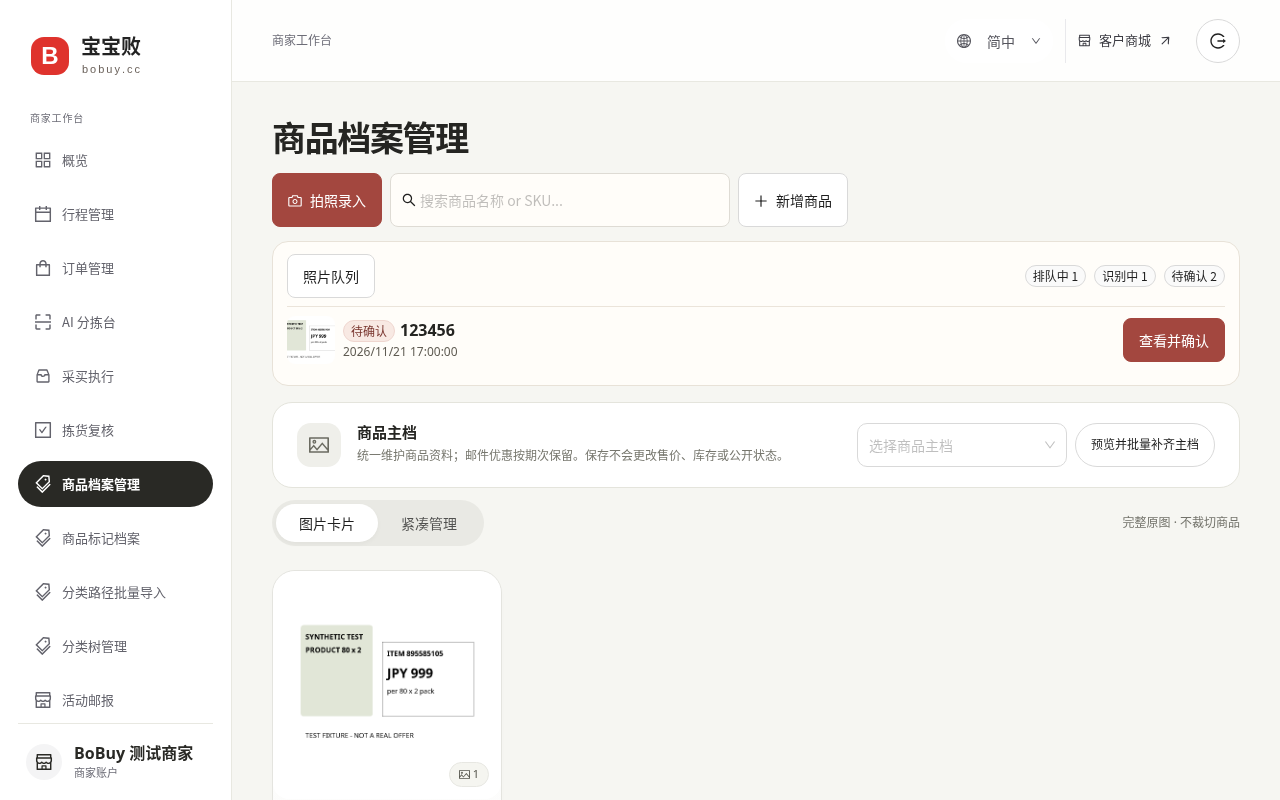 B
宝宝败
bobuy.cc
商家工作台
概览
行程管理
订单管理
AI 分拣台
采买执行
拣货复核
商品档案管理
商品标记档案
分类路径批量导入
分类树管理
活动邮报
BoBuy 测试商家
商家账户
商家工作台
简中
客户商城
商品档案管理
拍照录入
搜索商品名称 or SKU...
新增商品
照片队列
排队中 1
识别中 1
待确认 2
待确认 123456
2026/11/21 17:00:00
查看并确认
商品主档
统一维护商品资料；邮件优惠按期次保留。保存不会更改售价、库存或公开状态。
选择商品主档
预览并批量补齐主档
图片卡片
紧凑管理
完整原图 · 不裁切商品
SYNTHETIC TEST
PRODUCT 80 x 2
ITEM 895585105
JPY 999
per 80 x 2 pack
TEST FIXTURE - NOT A REAL OFFER
1